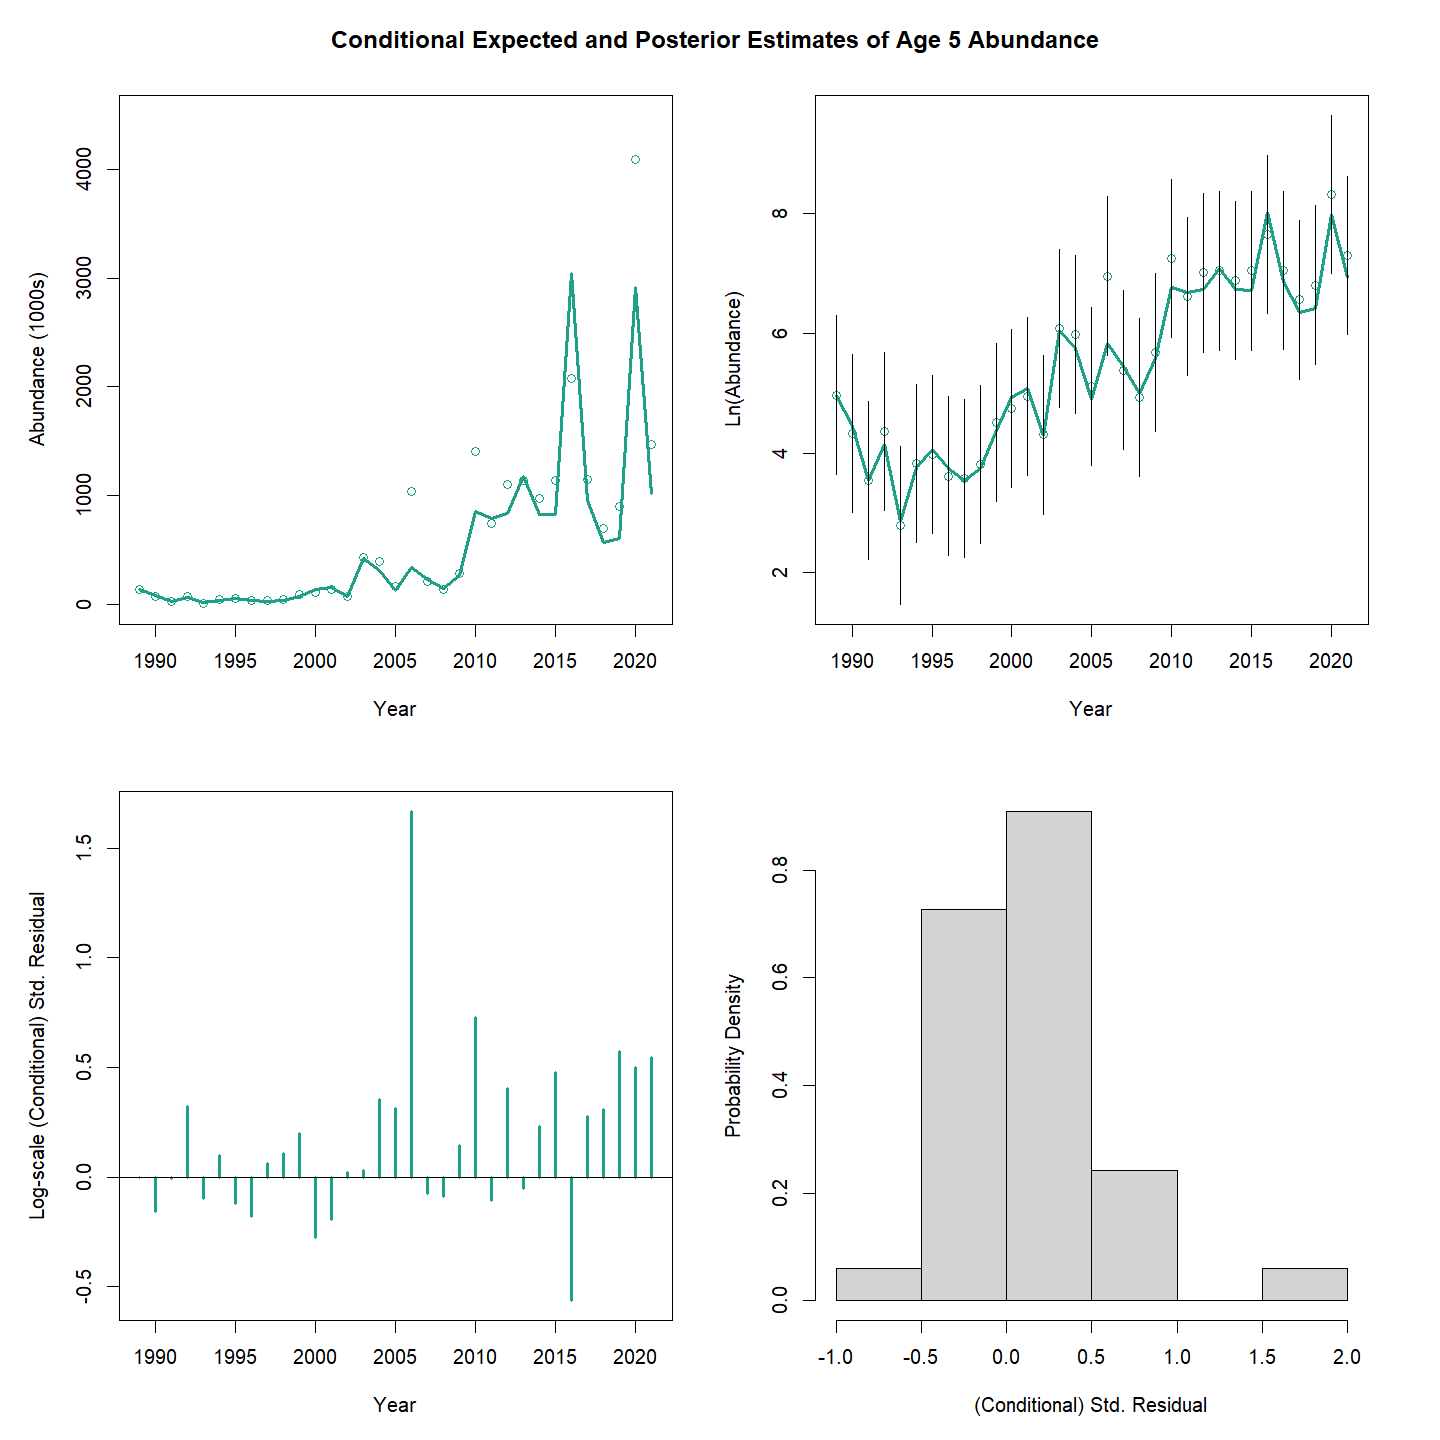 Conditional Expected and Posterior Estimates of Age 5 Abundance
Abundance (1000s)
0
1000
2000
3000
4000
1990 1995 2000 2005 2010 2015 2020
Year
Ln(Abundance)
2
4
6
8
1990 1995 2000 2005 2010 2015 2020
Year
Log-scale (Conditional) Std. Residual
-0.5
0.0
0.5
1.0
1.5
1990 1995 2000 2005 2010 2015 2020
Year
Probability Density
0.0
0.2
0.4
0.6
0.8
-1.0 -0.5 0.0 0.5 1.0 1.5 2.0
(Conditional) Std. Residual